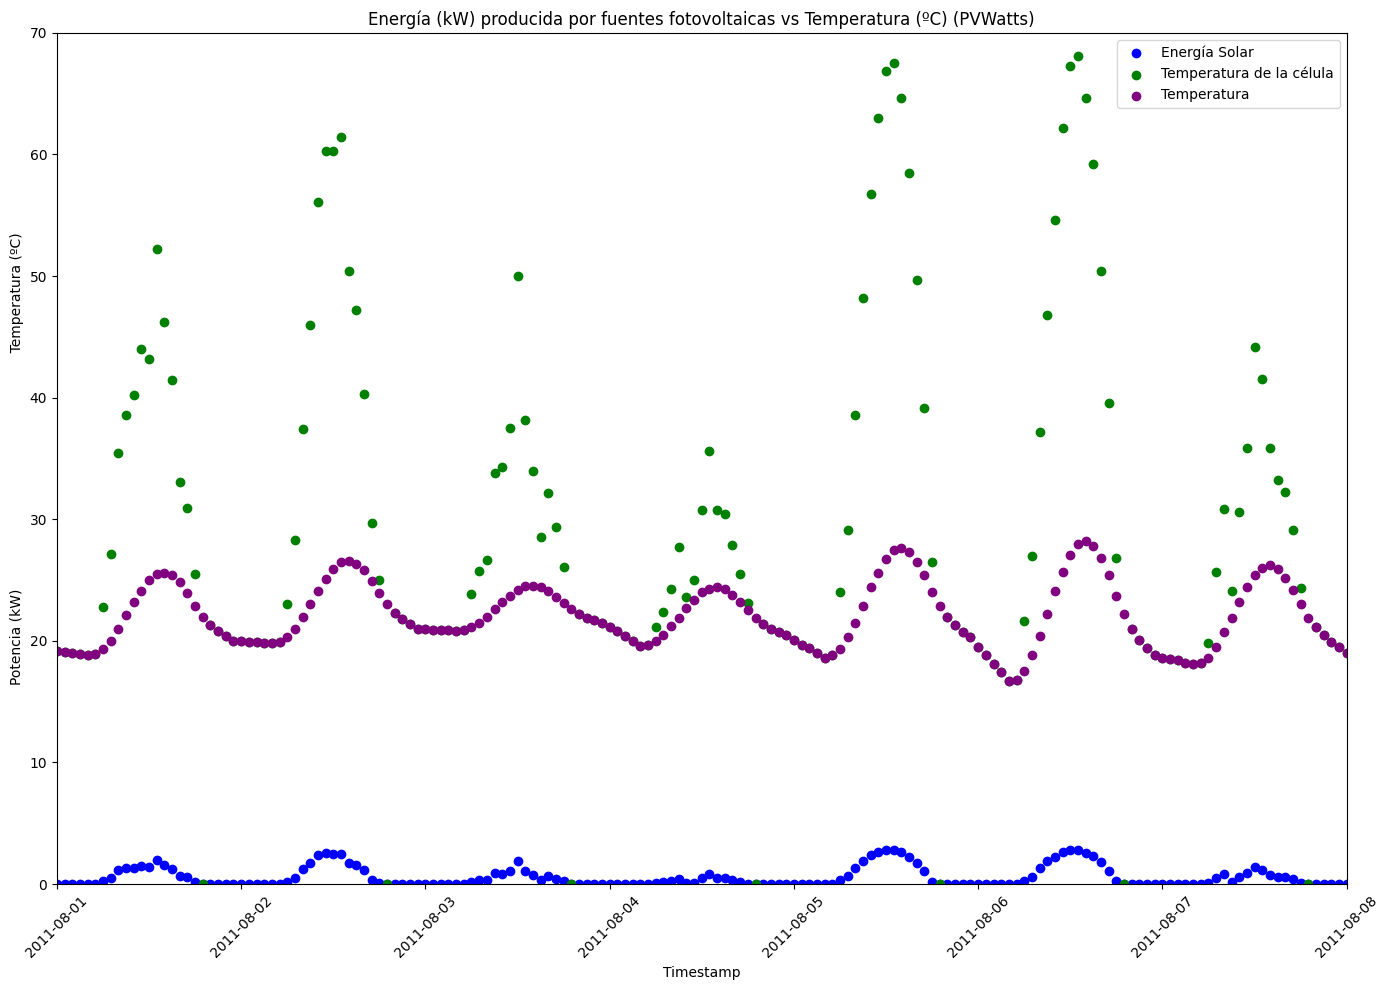 Energía (kW) producida por fuentes fotovoltaicas vs Temperatura (ºC) (PVWatts)
Energía Solar
Temperatura de la célula
Temperatura
70
60
50
40
30
20
10
0
Temperatura (ºC)
Potencia (kW)
2011-08-01
2011-08-02
2011-08-03
2011-08-04
2011-08-05
2011-08-06
2011-08-07
2011-08-08
Timestamp